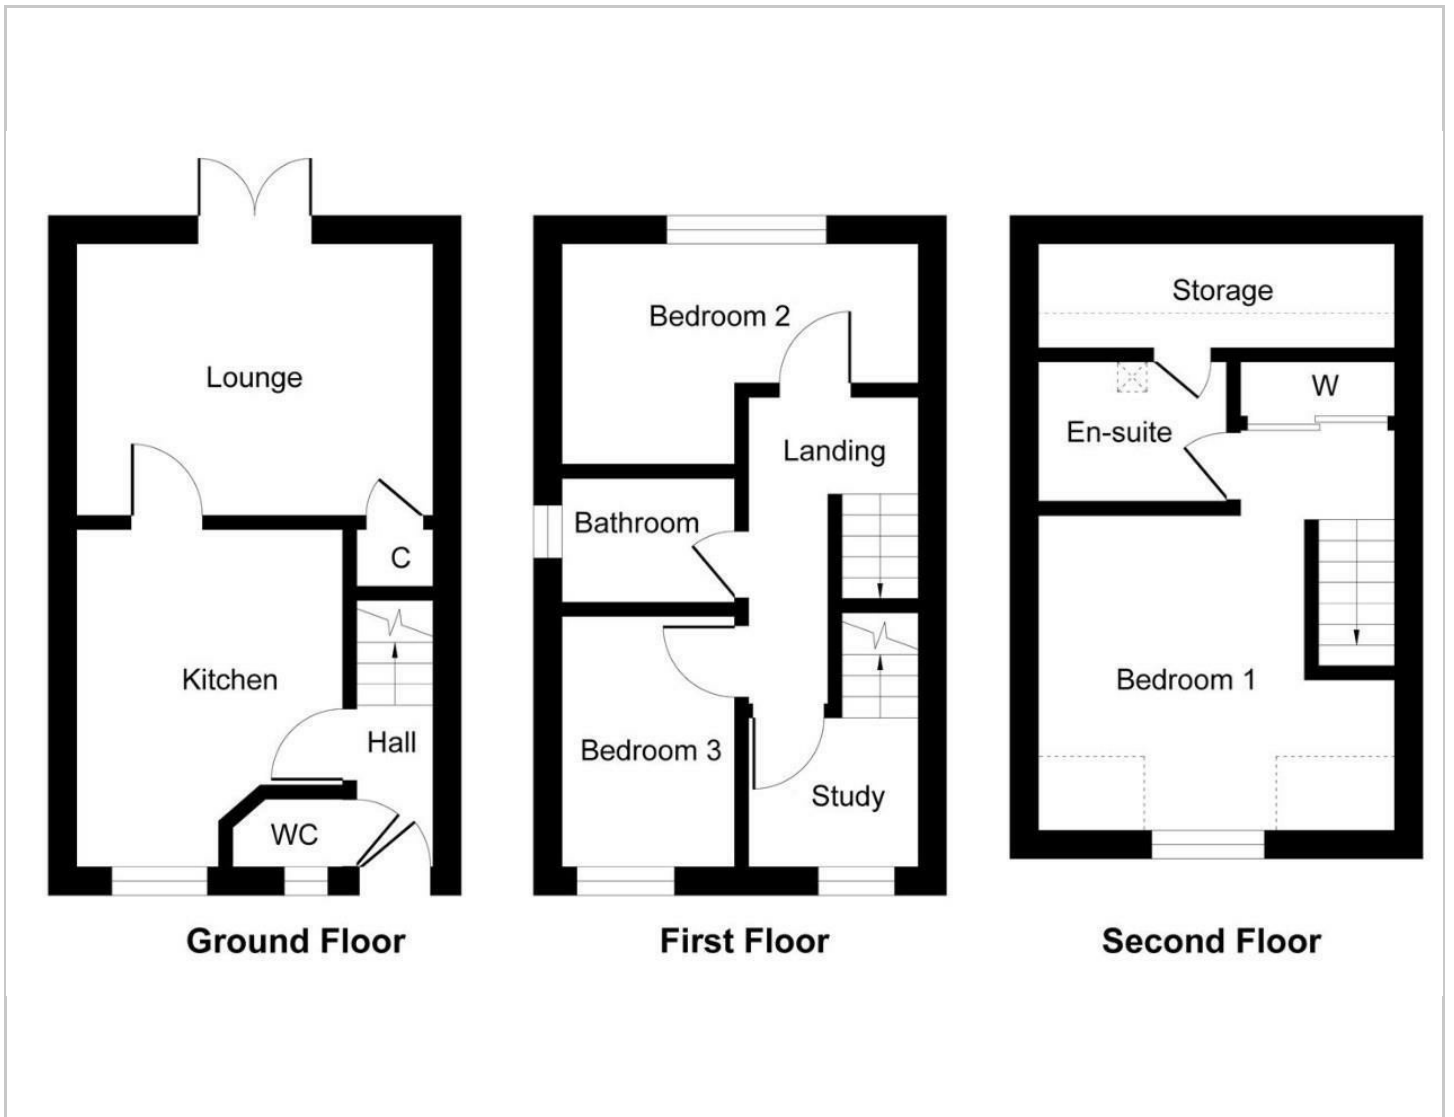 Lounge
C
Kitchen
Hall
WC
Ground Floor
Bedroom 2
Landing
Bathroom
Bedroom 3
Study
First Floor
Storage
W
En-suite
Bedroom 1
Second Floor